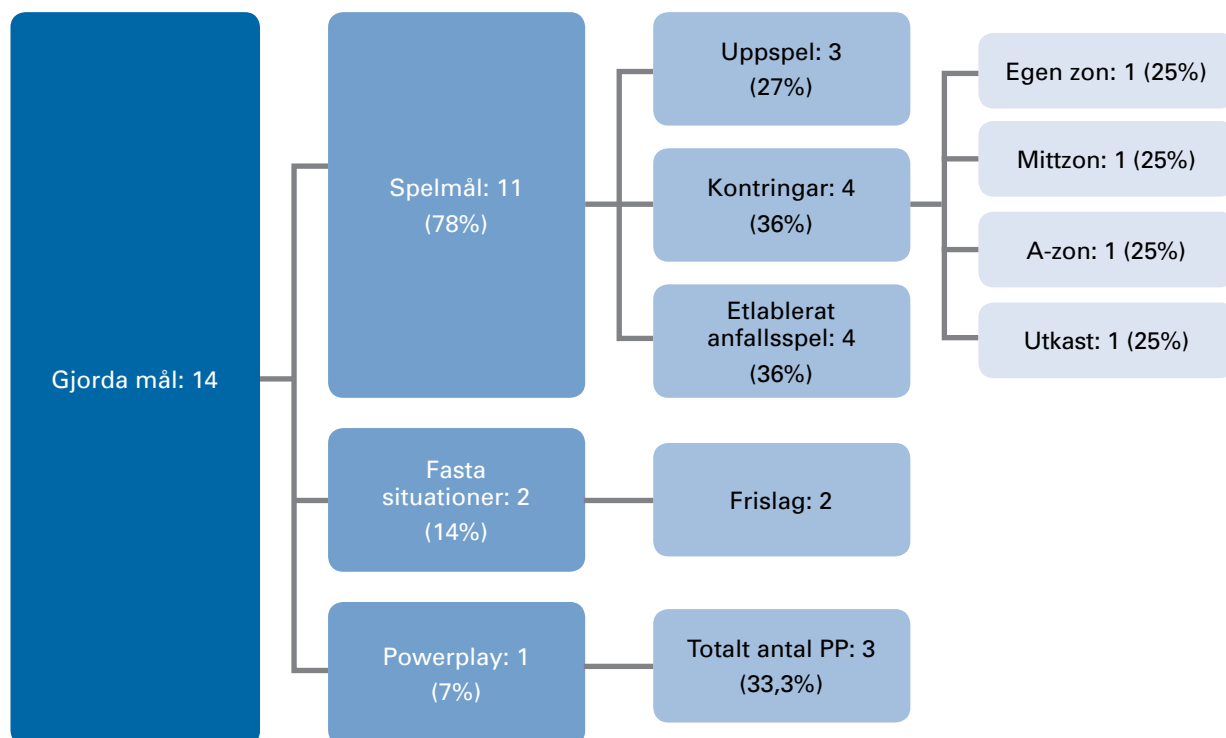 Gjorda mål: 14
Spelmål: 11
(78%)
Uppspel: 3
(27%)
Kontringar: 4
(36%)
Etlablerat
anfallsspel: 4
(36%)
Egen zon: 1 (25%)
Mittzon: 1 (25%)
A-zon: 1 (25%)
Utkast: 1 (25%)
Fasta
situationer: 2
(14%)
Frislag: 2
Powerplay: 1
(7%)
Totalt antal PP: 3
(33,3%)